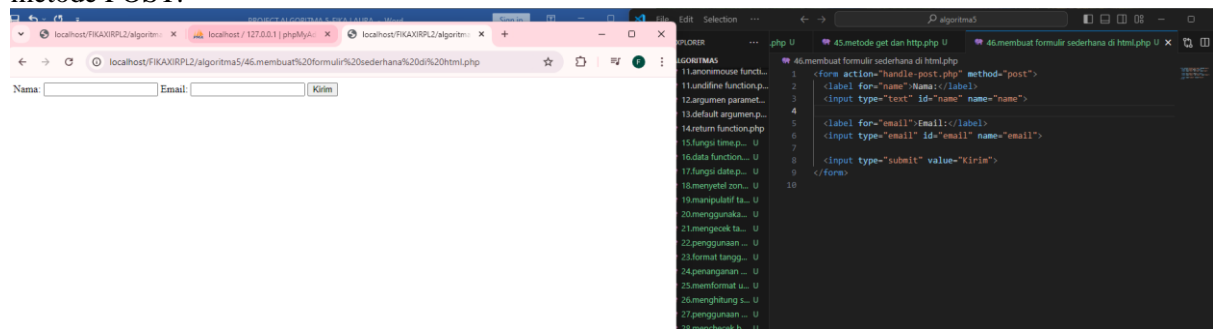 metode POST.
PROJECT ALGORITMA 5 FIKA LAURA - Word
Sign in
localhost/FIKAXIRPL2/algoritm
localhost / 127.0.0.1 | phpMyAd
localhost/FIKAXIRPL2/algoritm
localhost/FIKAXIRPL2/algoritma5/46.membuat%20formulir%20sederhana%20di%20html.php
F
Nama:
Email:
Kirim
File Edit Selection ...
algoritma5
EXPLORER ...
.php U
45.metode get dan http.php U
46.membuat formulir sederhana di html.php U
ALGORITMA5
46.membuat formulir sederhana di html.php
11.anonimouse functi...
11.undifine function.p...
12.argumen paramet...
13.default argumen.p...
14.return function.php
15.fungsi time.p... U
16.data function.... U
17.fungsi date.p... U
18.menyetel zon... U
19.manipulatif ta... U
20.menggunaka... U
21.mengecek ta... U
22.penggunaan ... U
23.format tangg... U
24.penanganan ... U
25.memformat u... U
26.menghitung s... U
27.penggunaan ... U
1 <form action="handle-post.php" method="post">
2 <label for="name">Nama:</label>
3 <input type="text" id="name" name="name">
4
5 <label for="email">Email:</label>
6 <input type="email" id="email" name="email">
7
8 <input type="submit" value="Kirim">
9 </form>
10